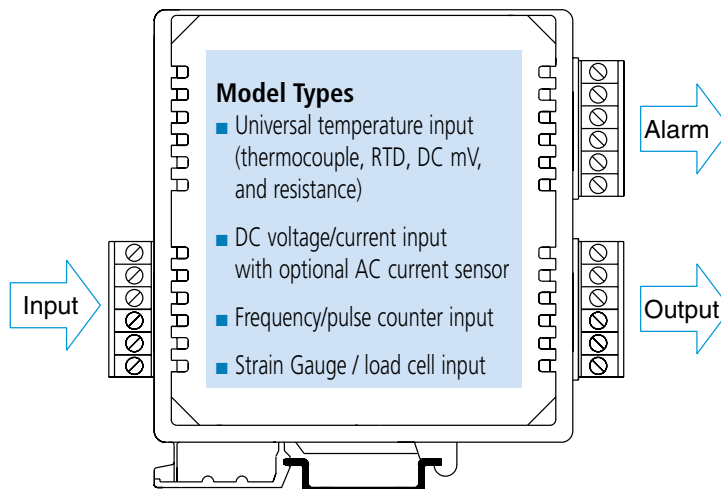 Model Types
■ Universal temperature input
(thermocouple, RTD, DC mV,
and resistance)
■ DC voltage/current input
with optional AC current sensor
■ Frequency/pulse counter input
■ Strain Gauge / load cell input
Input
Alarm
Output